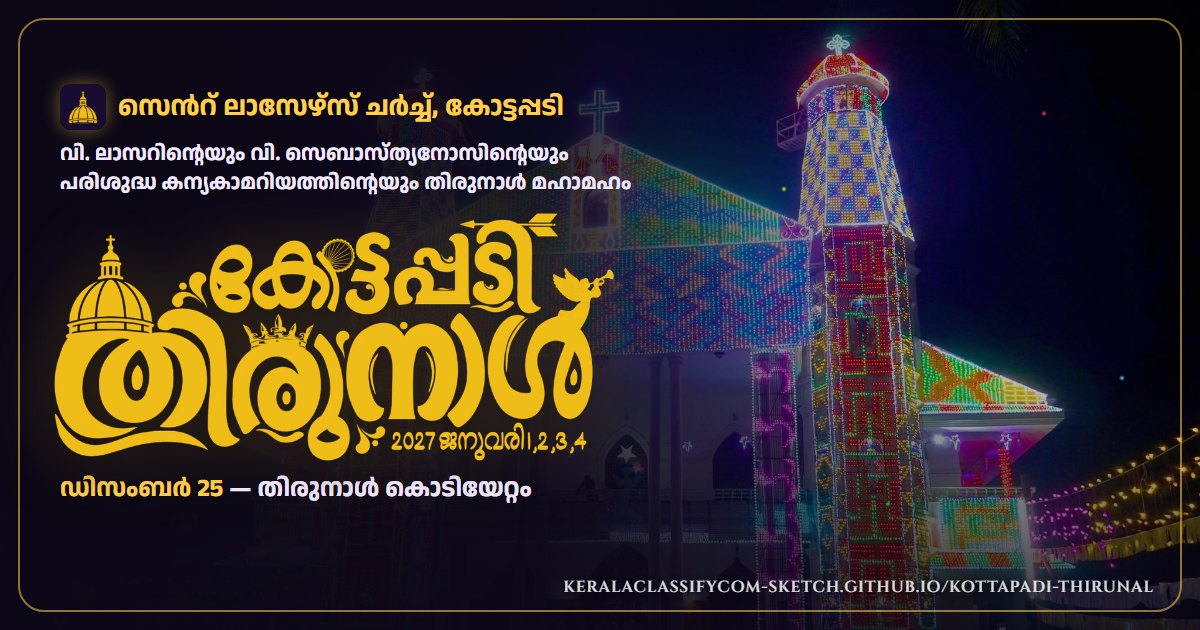 സെൻറ് ലാസേഴ്സ് ചർച്ച്, കോട്ടപ്പടി
വി. ലാസറിന്റെയും വി. സെബാസ്ത്യനോസിന്റെയും
പരിശുദ്ധ കന്യകാമറിയത്തിന്റെയും തിരുനാൾ മഹാമഹം
കോട്ടപ്പടി
തിരുനാൾ
2027 ജനുവരി 1,2,3,4
ഡിസംബർ 25 — തിരുനാൾ കൊടിയേറ്റം
KERALACLASSIFYCOM-SKETCH.GITHUB.IO/KOTTAPADI-THIRUNAL